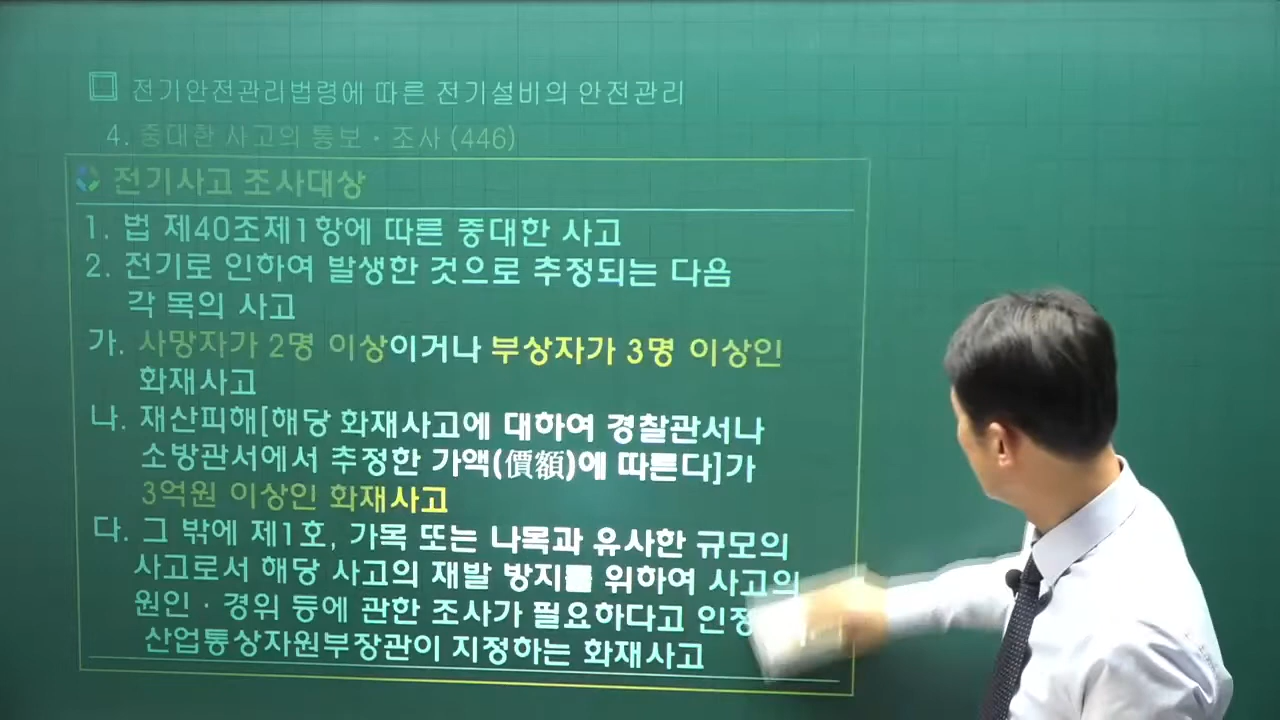 전기안전관리법령에 따른 전기설비의 안전관리
4. 중대한 사고의 통보·조사 (446)
전기사고 조사대상
1. 법 제40조제1항에 따른 중대한 사고
2. 전기로 인하여 발생한 것으로 추정되는 다음
각 목의 사고
가. 사망자가 2명 이상이거나 부상자가 3명 이상인
화재사고
나. 재산피해[해당 화재사고에 대하여 경찰관서나
소방관서에서 추정한 가액(價額)에 따른다]가
3억원 이상인 화재사고
다. 그 밖에 제1호, 가목 또는 나목과 유사한 규모의
사고로서 해당 사고의 재발 방지를 위하여 사고의
원인·경위 등에 관한 조사가 필요하다고 인정
산업통상자원부장관이 지정하는 화재사고